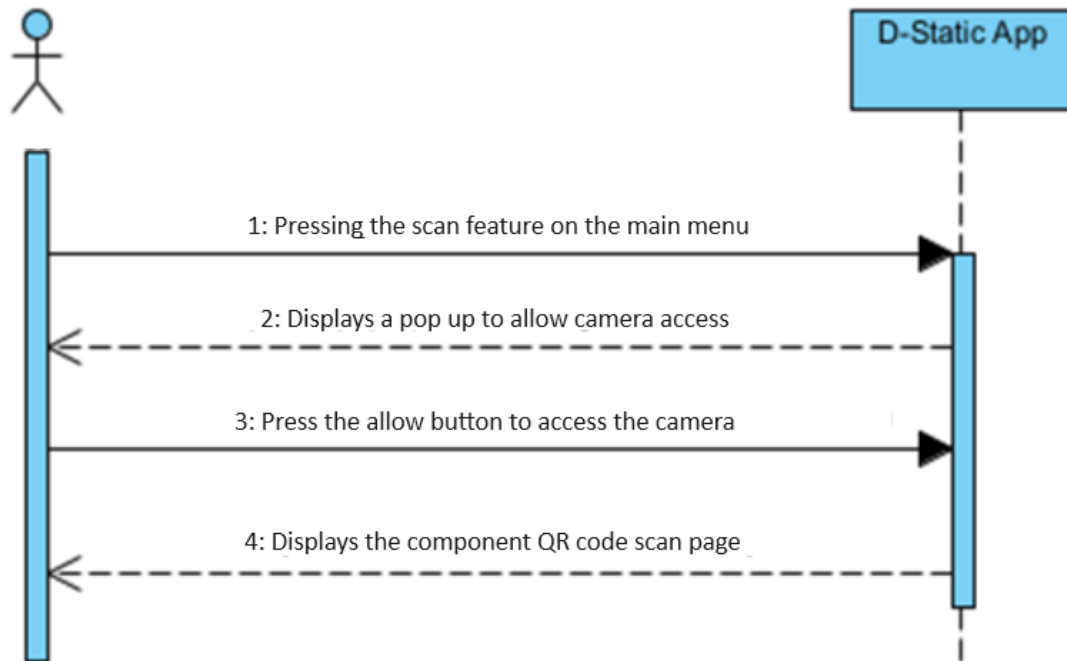 D-Static App
1: Pressing the scan feature on the main menu
2: Displays a pop up to allow camera access
3: Press the allow button to access the camera
4: Displays the component QR code scan page